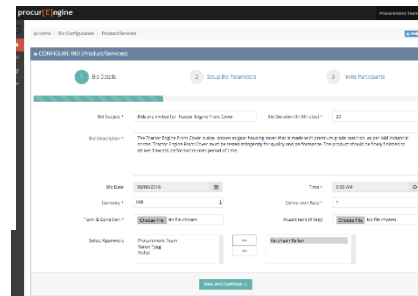 procur[E]ngine
Procurement Team
Home › Bid Configuration › Product/Services
CONFIGURE BID (Product/Services)
1 Bid Details
2 Setup Bid Parameters
3 Invite Participants
Bid Subject * Bids are invited for Tractor Engine Front Cover
Bid Duration (In Minutes) * 20
Bid Description * The Tractor Engine Front Cover is also known as gear housing cover that is made with premium grade cast iron, as per bid industrial
norms. Tractor Engine Front Cover must be tested stringently for quality and performance. The product should be finely finished to
deliver flawless performance over period of time.
Bid Date 06/06/2016
Time * 9:00 AM
Currency * INR
Conversion Rate * 1
Term & Condition * Choose File No file chosen
Attachment (If Any) Choose File No file chosen
Select Approvers
Procurement Team
Varun Tyagi
Vishal
>>
<<
Save and Continue